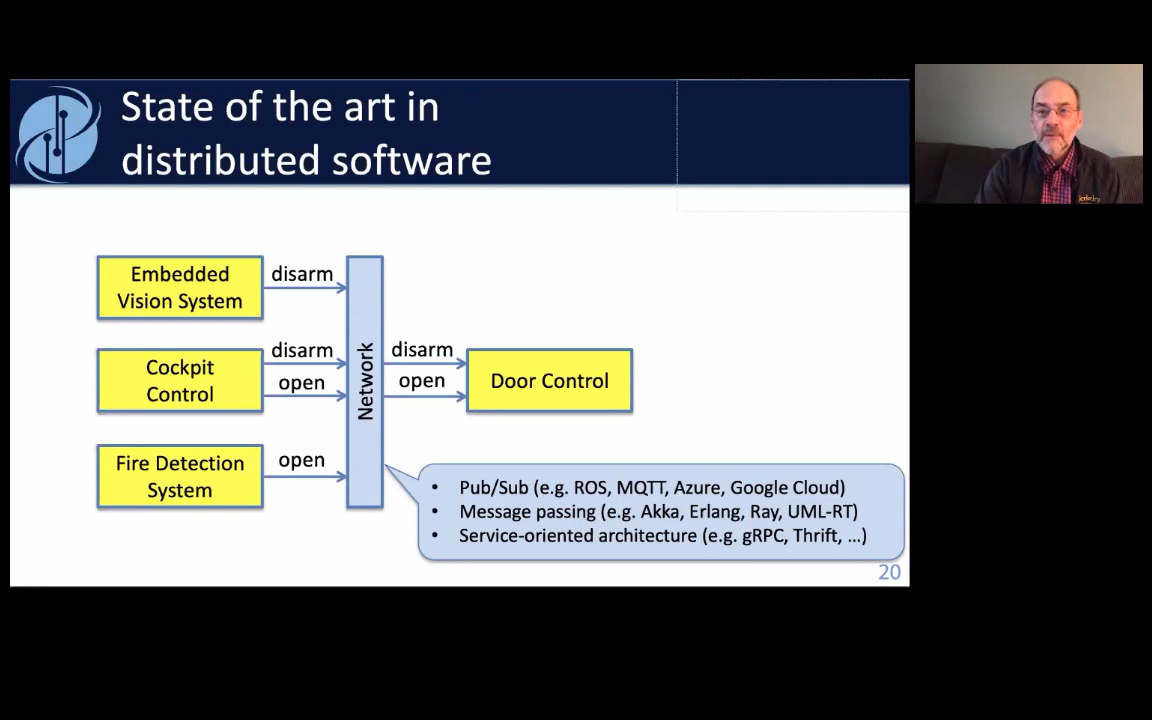 State of the art in
distributed software
Embedded
Vision System
disarm
Cockpit
Control
disarm
open
Fire Detection
System
open
Network
disarm
open
Door Control
• Pub/Sub (e.g. ROS, MQTT, Azure, Google Cloud)
• Message passing (e.g. Akka, Erlang, Ray, UML-RT)
• Service-oriented architecture (e.g. gRPC, Thrift, …)
20